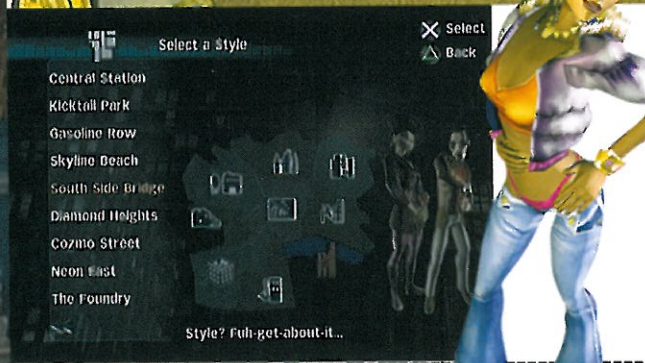 Select a Style
Select
Back
Central Station
Kicktail Park
Gasoline Row
Skyline Beach
South Side Bridge
Diamond Heights
Cozmo Street
Neon East
The Foundry
Style? Fuh-get-about-it...